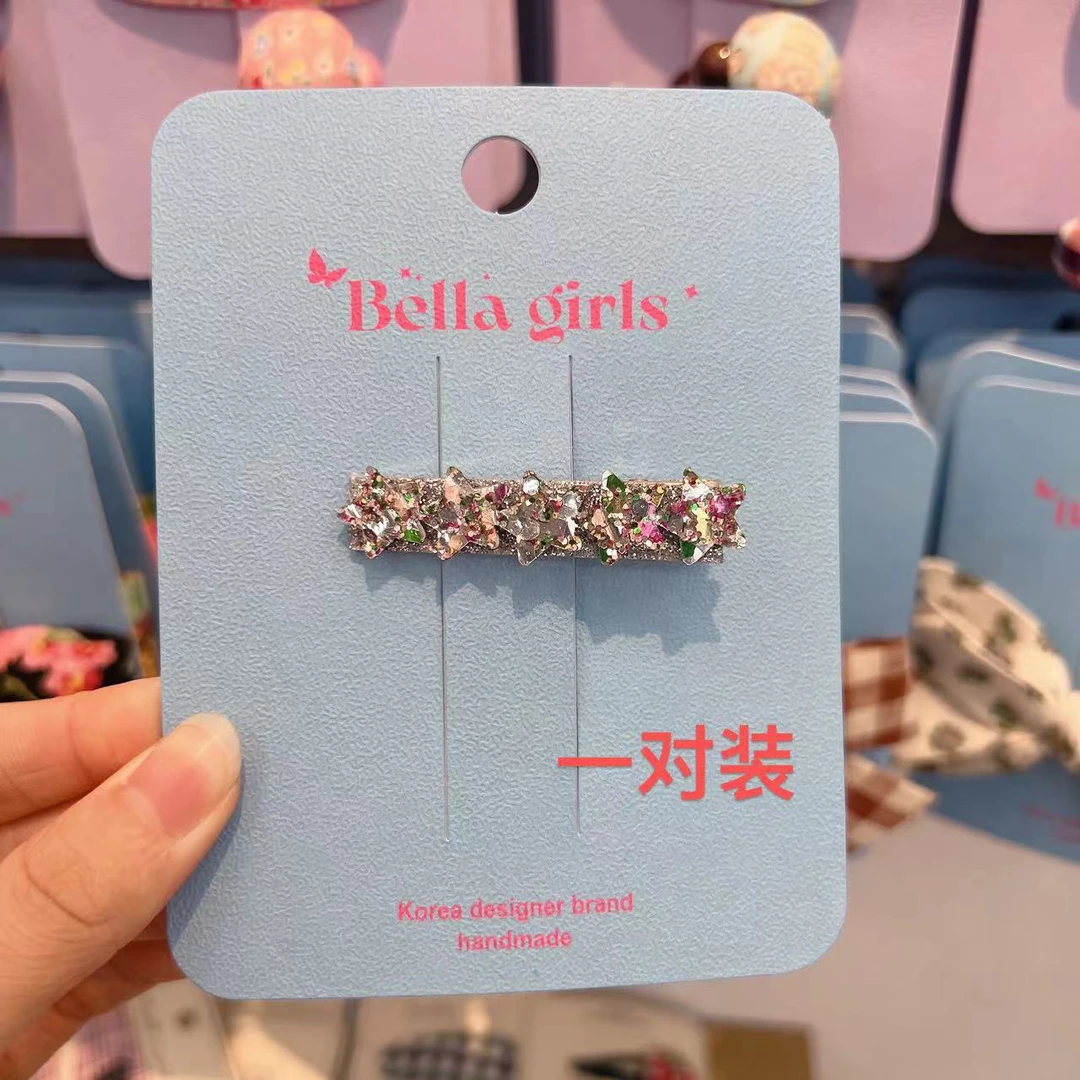 Bella girls
一对装
Korea designer brand
handmade